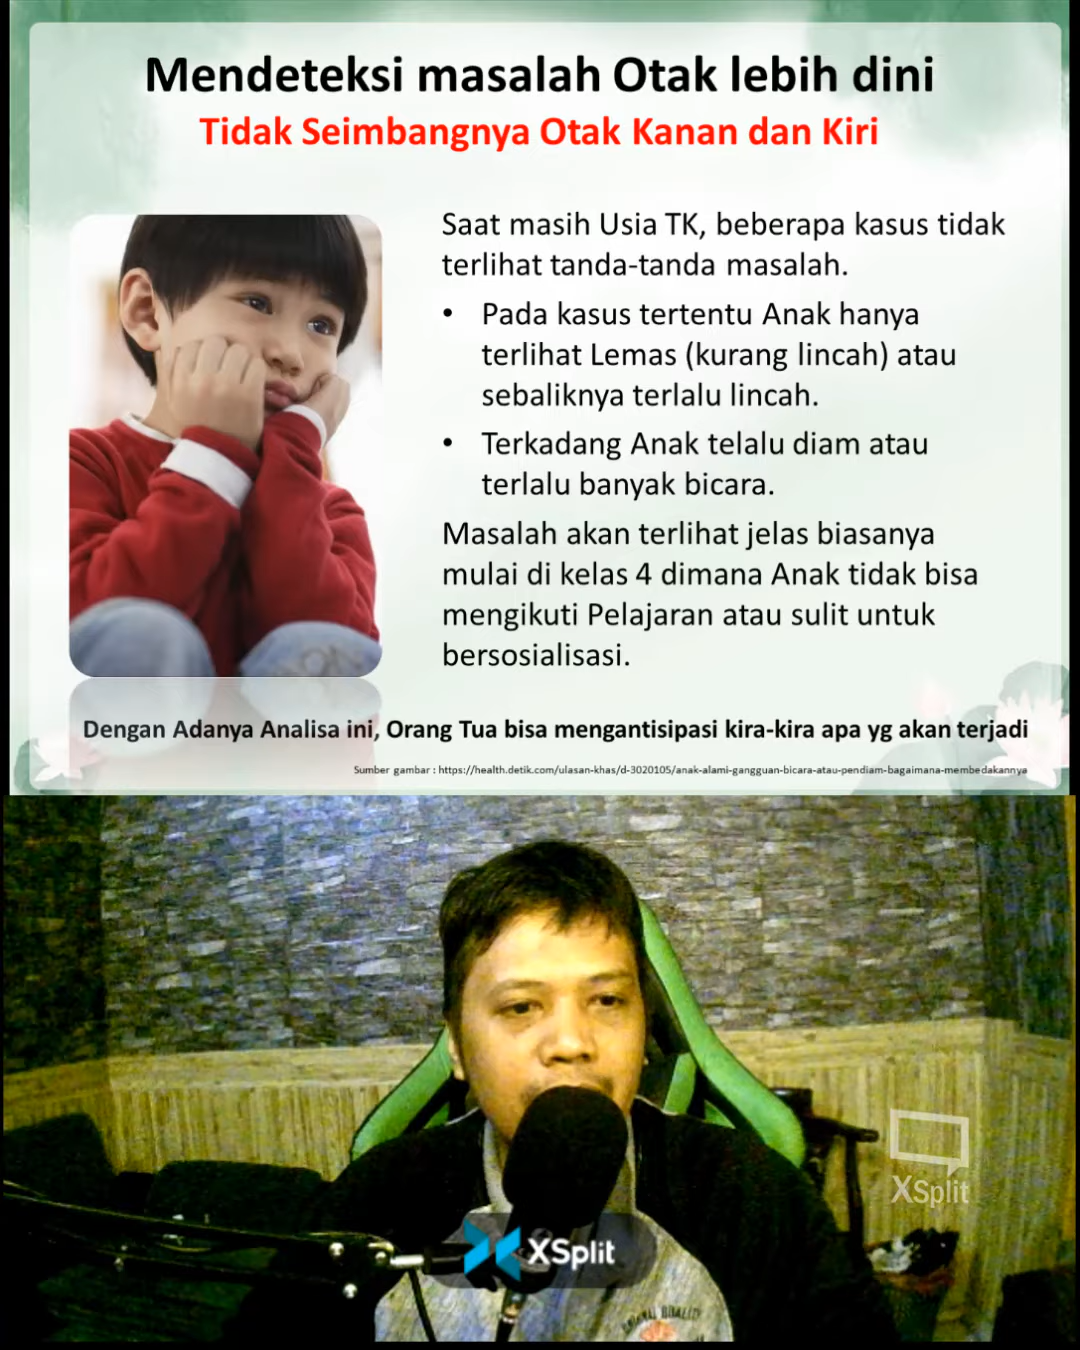 Mendeteksi masalah Otak lebih dini
Tidak Seimbangnya Otak Kanan dan Kiri
Saat masih Usia TK, beberapa kasus tidak
terlihat tanda-tanda masalah.
• Pada kasus tertentu Anak hanya
terlihat Lemas (kurang lincah) atau
sebaliknya terlalu lincah.
• Terkadang Anak telalu diam atau
terlalu banyak bicara.
Masalah akan terlihat jelas biasanya
mulai di kelas 4 dimana Anak tidak bisa
mengikuti Pelajaran atau sulit untuk
bersosialisasi.
Dengan Adanya Analisa ini, Orang Tua bisa mengantisipasi kira-kira apa yg akan terjadi
Sumber gambar : https://health.detik.com/ulasan-khas/d-3020105/anak-alami-gangguan-bicara-atau-pendiam-bagaimana-membedakannya
XSplit
XSplit